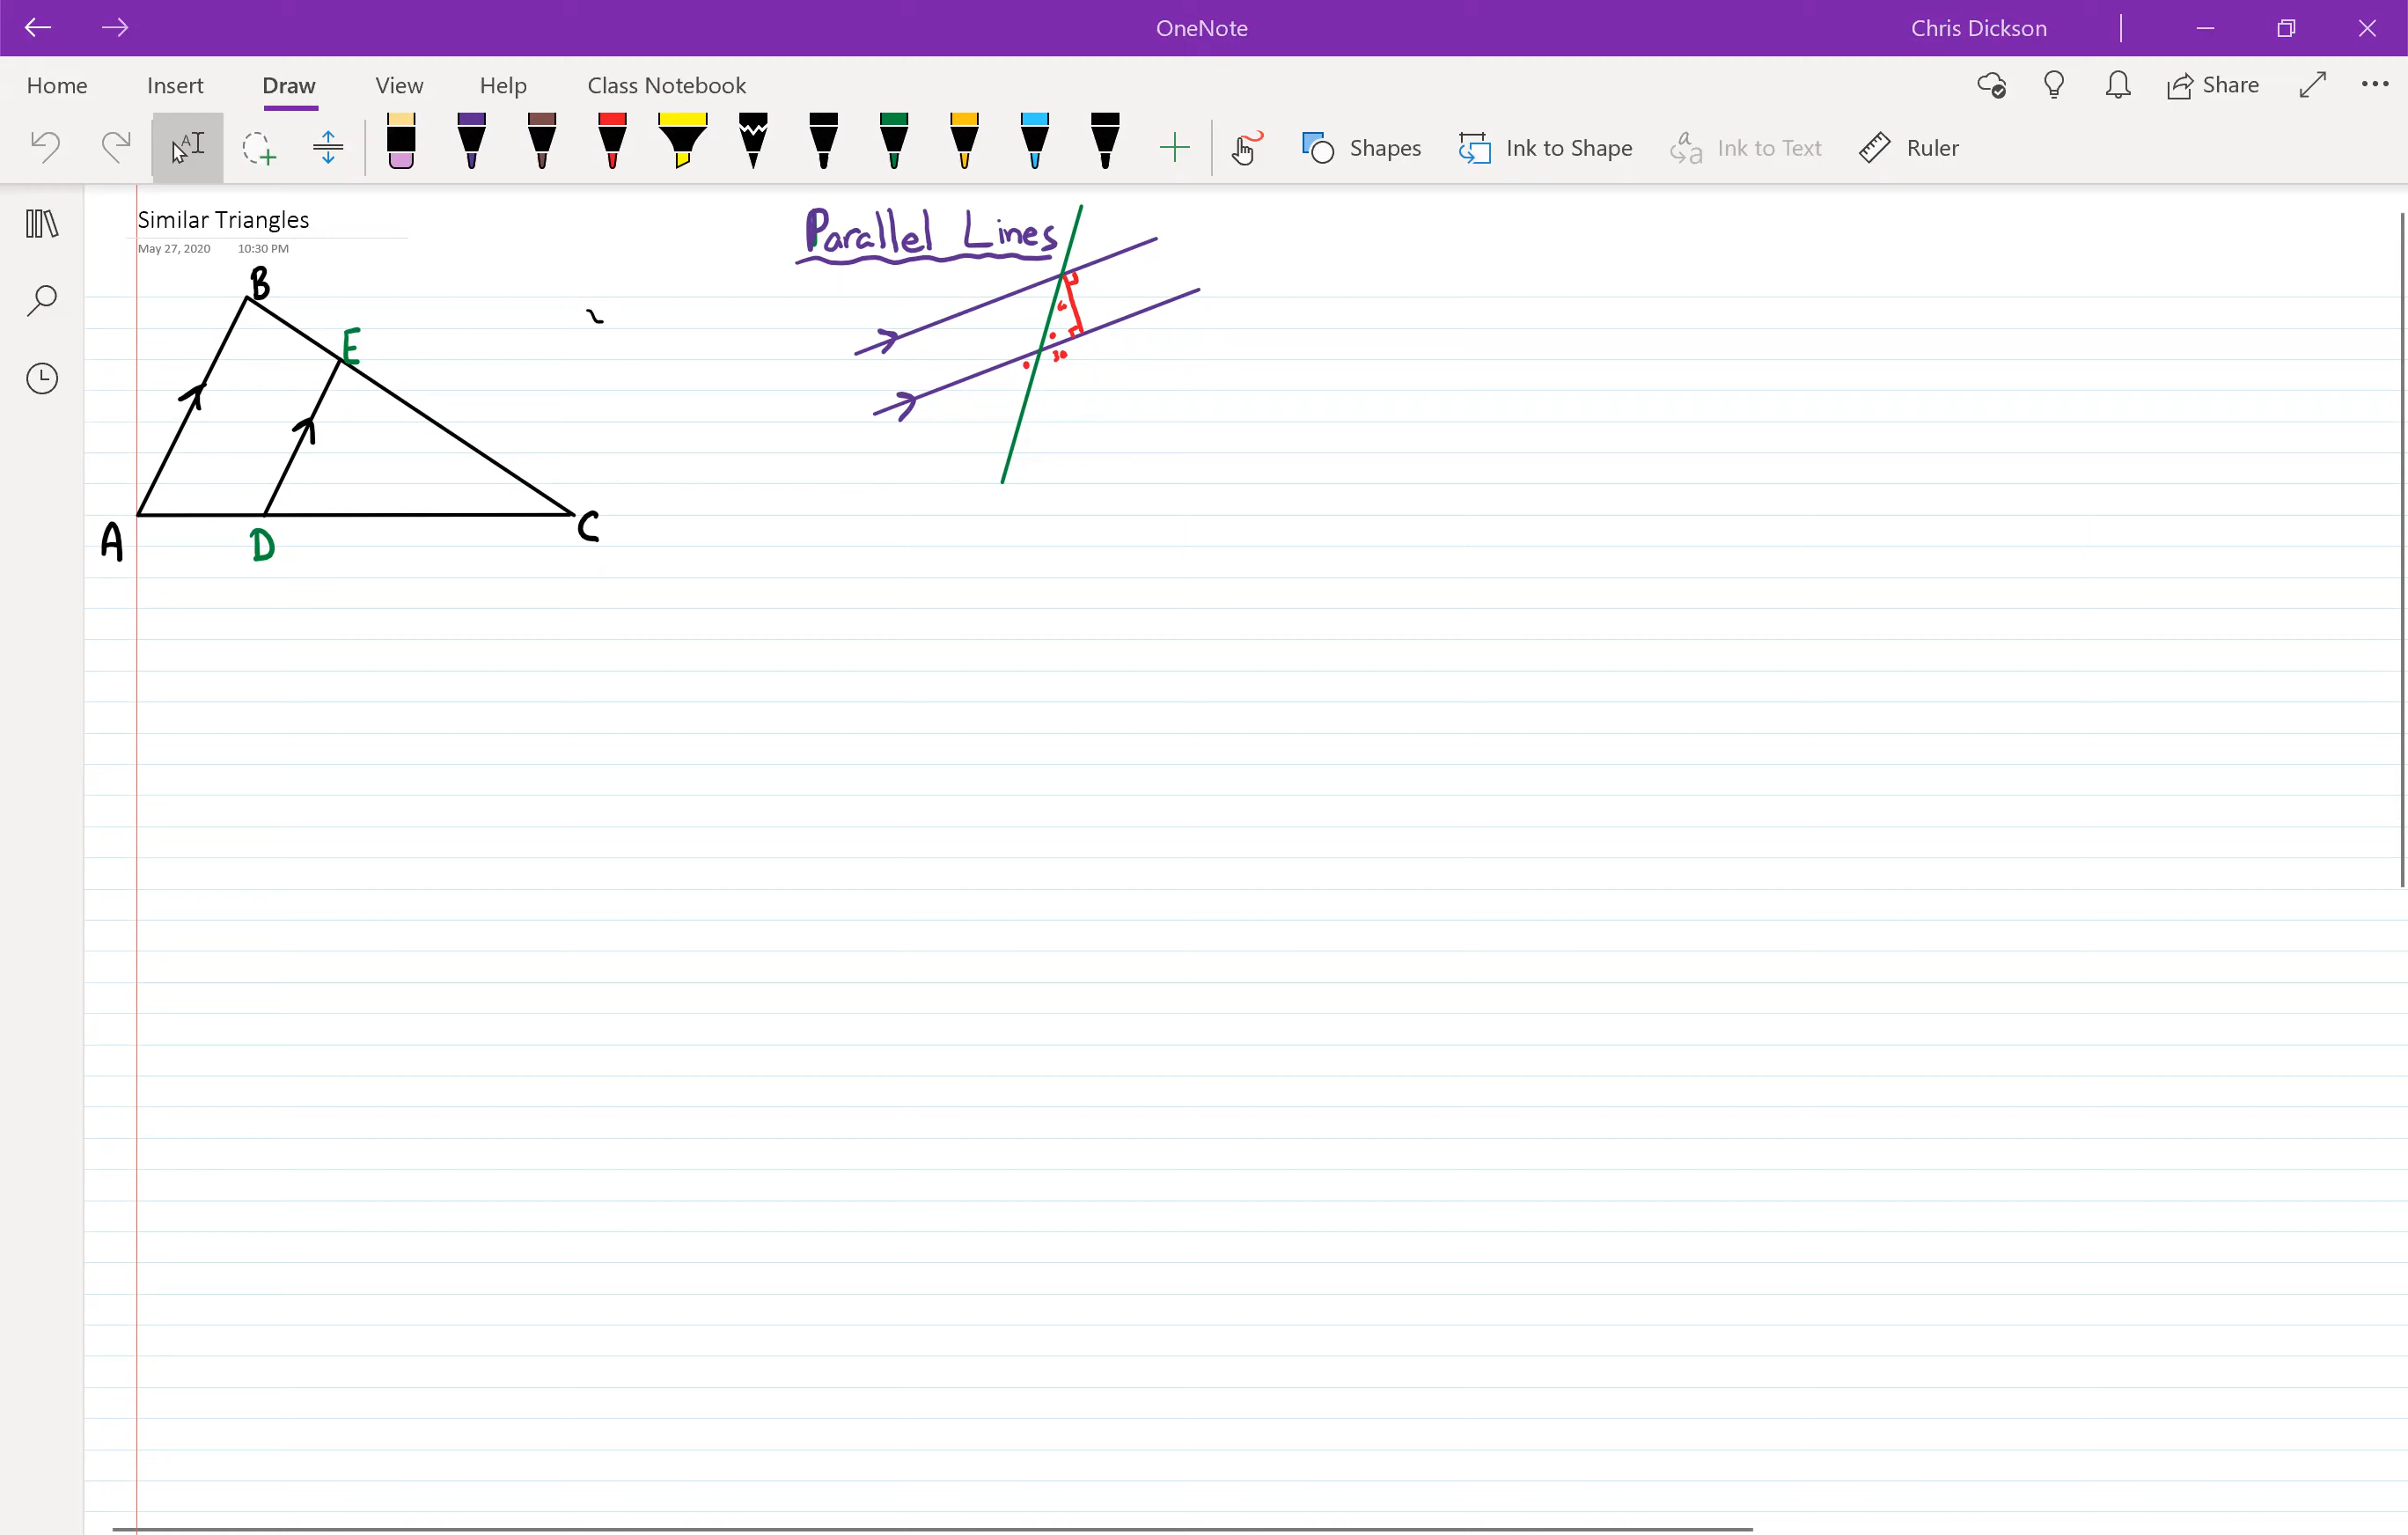 OneNote
Chris Dickson
Home Insert Draw View Help Class Notebook Share
Shapes Ink to Shape Ink to Text Ruler
Similar Triangles
May 27, 2020 10:30 PM
Parallel Lines
B
E
~
A
D
C